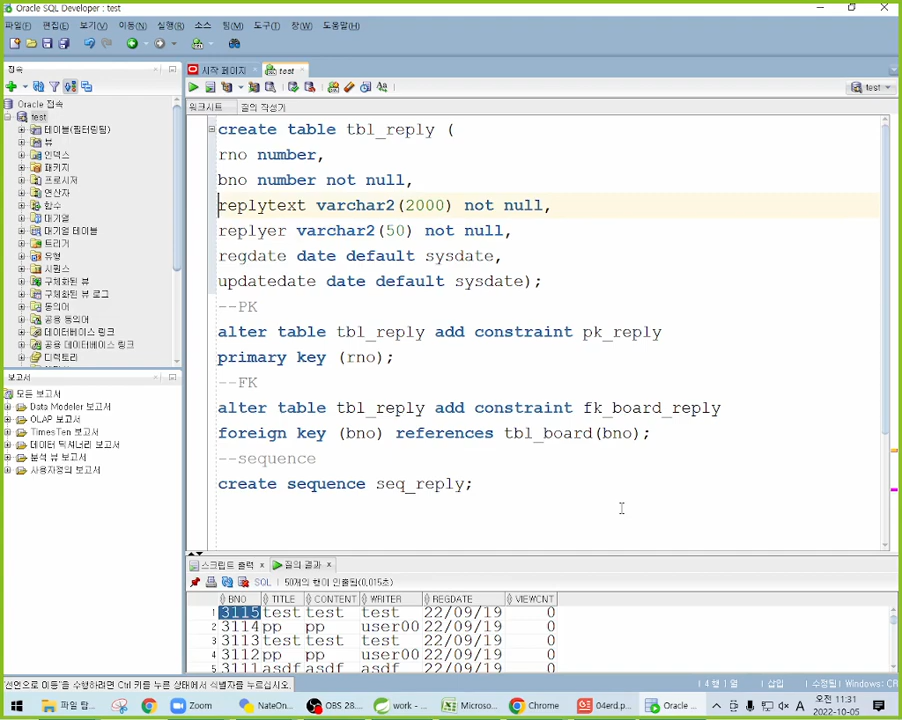 Oracle SQL Developer : test
파일(F) 편집(E) 보기(V) 이동(N) 실행(R) 소스 팀(M) 도구(T) 창(W) 도움말(H)
접속
시작 페이지
test
Oracle 접속
test
테이블(필터링됨)
뷰
인덱스
패키지
프로시저
연산자
함수
대기열
대기열 테이블
트리거
유형
시퀀스
구체화된 뷰
구체화된 뷰 로그
동의어
공용 동의어
데이터베이스 링크
공용 데이터베이스 링크
디렉토리
보고서
모든 보고서
Data Modeler 보고서
OLAP 보고서
TimesTen 보고서
데이터 딕셔너리 보고서
분석 뷰 보고서
사용자정의 보고서
test
워크시트 질의 작성기
create table tbl_reply (
rno number,
bno number not null,
replytext varchar2(2000) not null,
replyer varchar2(50) not null,
regdate date default sysdate,
updatedate date default sysdate);
--PK
alter table tbl_reply add constraint pk_reply
primary key (rno);
--FK
alter table tbl_reply add constraint fk_board_reply
foreign key (bno) references tbl_board(bno);
--sequence
create sequence seq_reply;
스크립트 출력 질의 결과
SQL 50개의 행이 인출됨(0,015초)
BNO TITLE CONTENT WRITER REGDATE VIEWCNT
1 3115 test test test 22/09/19 0
2 3114 pp pp user00 22/09/19 0
3 3113 test test test 22/09/19 0
4 3112 pp pp user00 22/09/19 0
5 3111 asdf asdf asdf 22/09/19 0
"선언으로 이동"을 수행하려면 Ctrl 키를 누른 상태에서 식별자를 누르십시오.
4 행 1 열 삽입 수정됨 Windows: CR
파일 탐... Zoom NateOn... OBS 28... work - ... Microso... Chrome 04erd.p... Oracle ... A 오전 11:31
2022-10-05